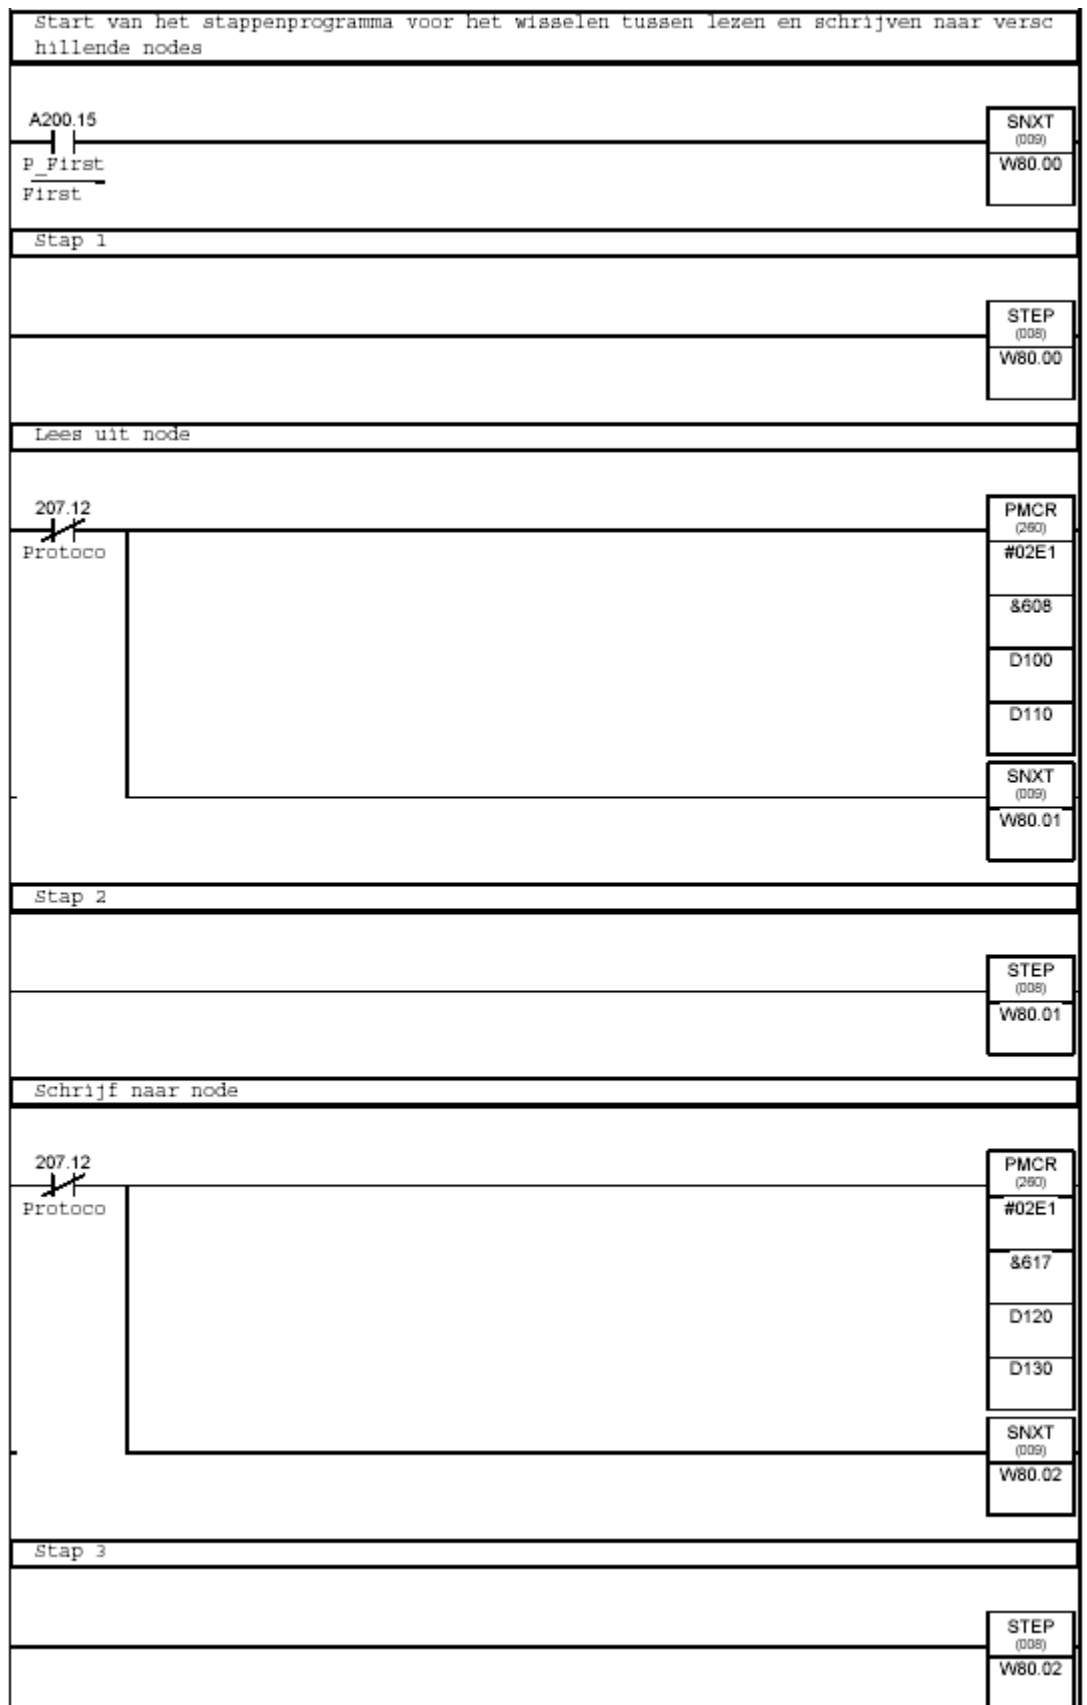 Start van het stappenprogramma voor het wisselen tussen lezen en schrijven naar versc
hillende nodes
A200.15
P_First
First
SNXT
(009)
W80.00
Stap 1
STEP
(008)
W80.00
Lees uit node
207.12
Protoco
PMCR
(260)
#02E1
&608
D100
D110
SNXT
(009)
W80.01
Stap 2
STEP
(008)
W80.01
Schrijf naar node
207.12
Protoco
PMCR
(260)
#02E1
&617
D120
D130
SNXT
(009)
W80.02
Stap 3
STEP
(008)
W80.02